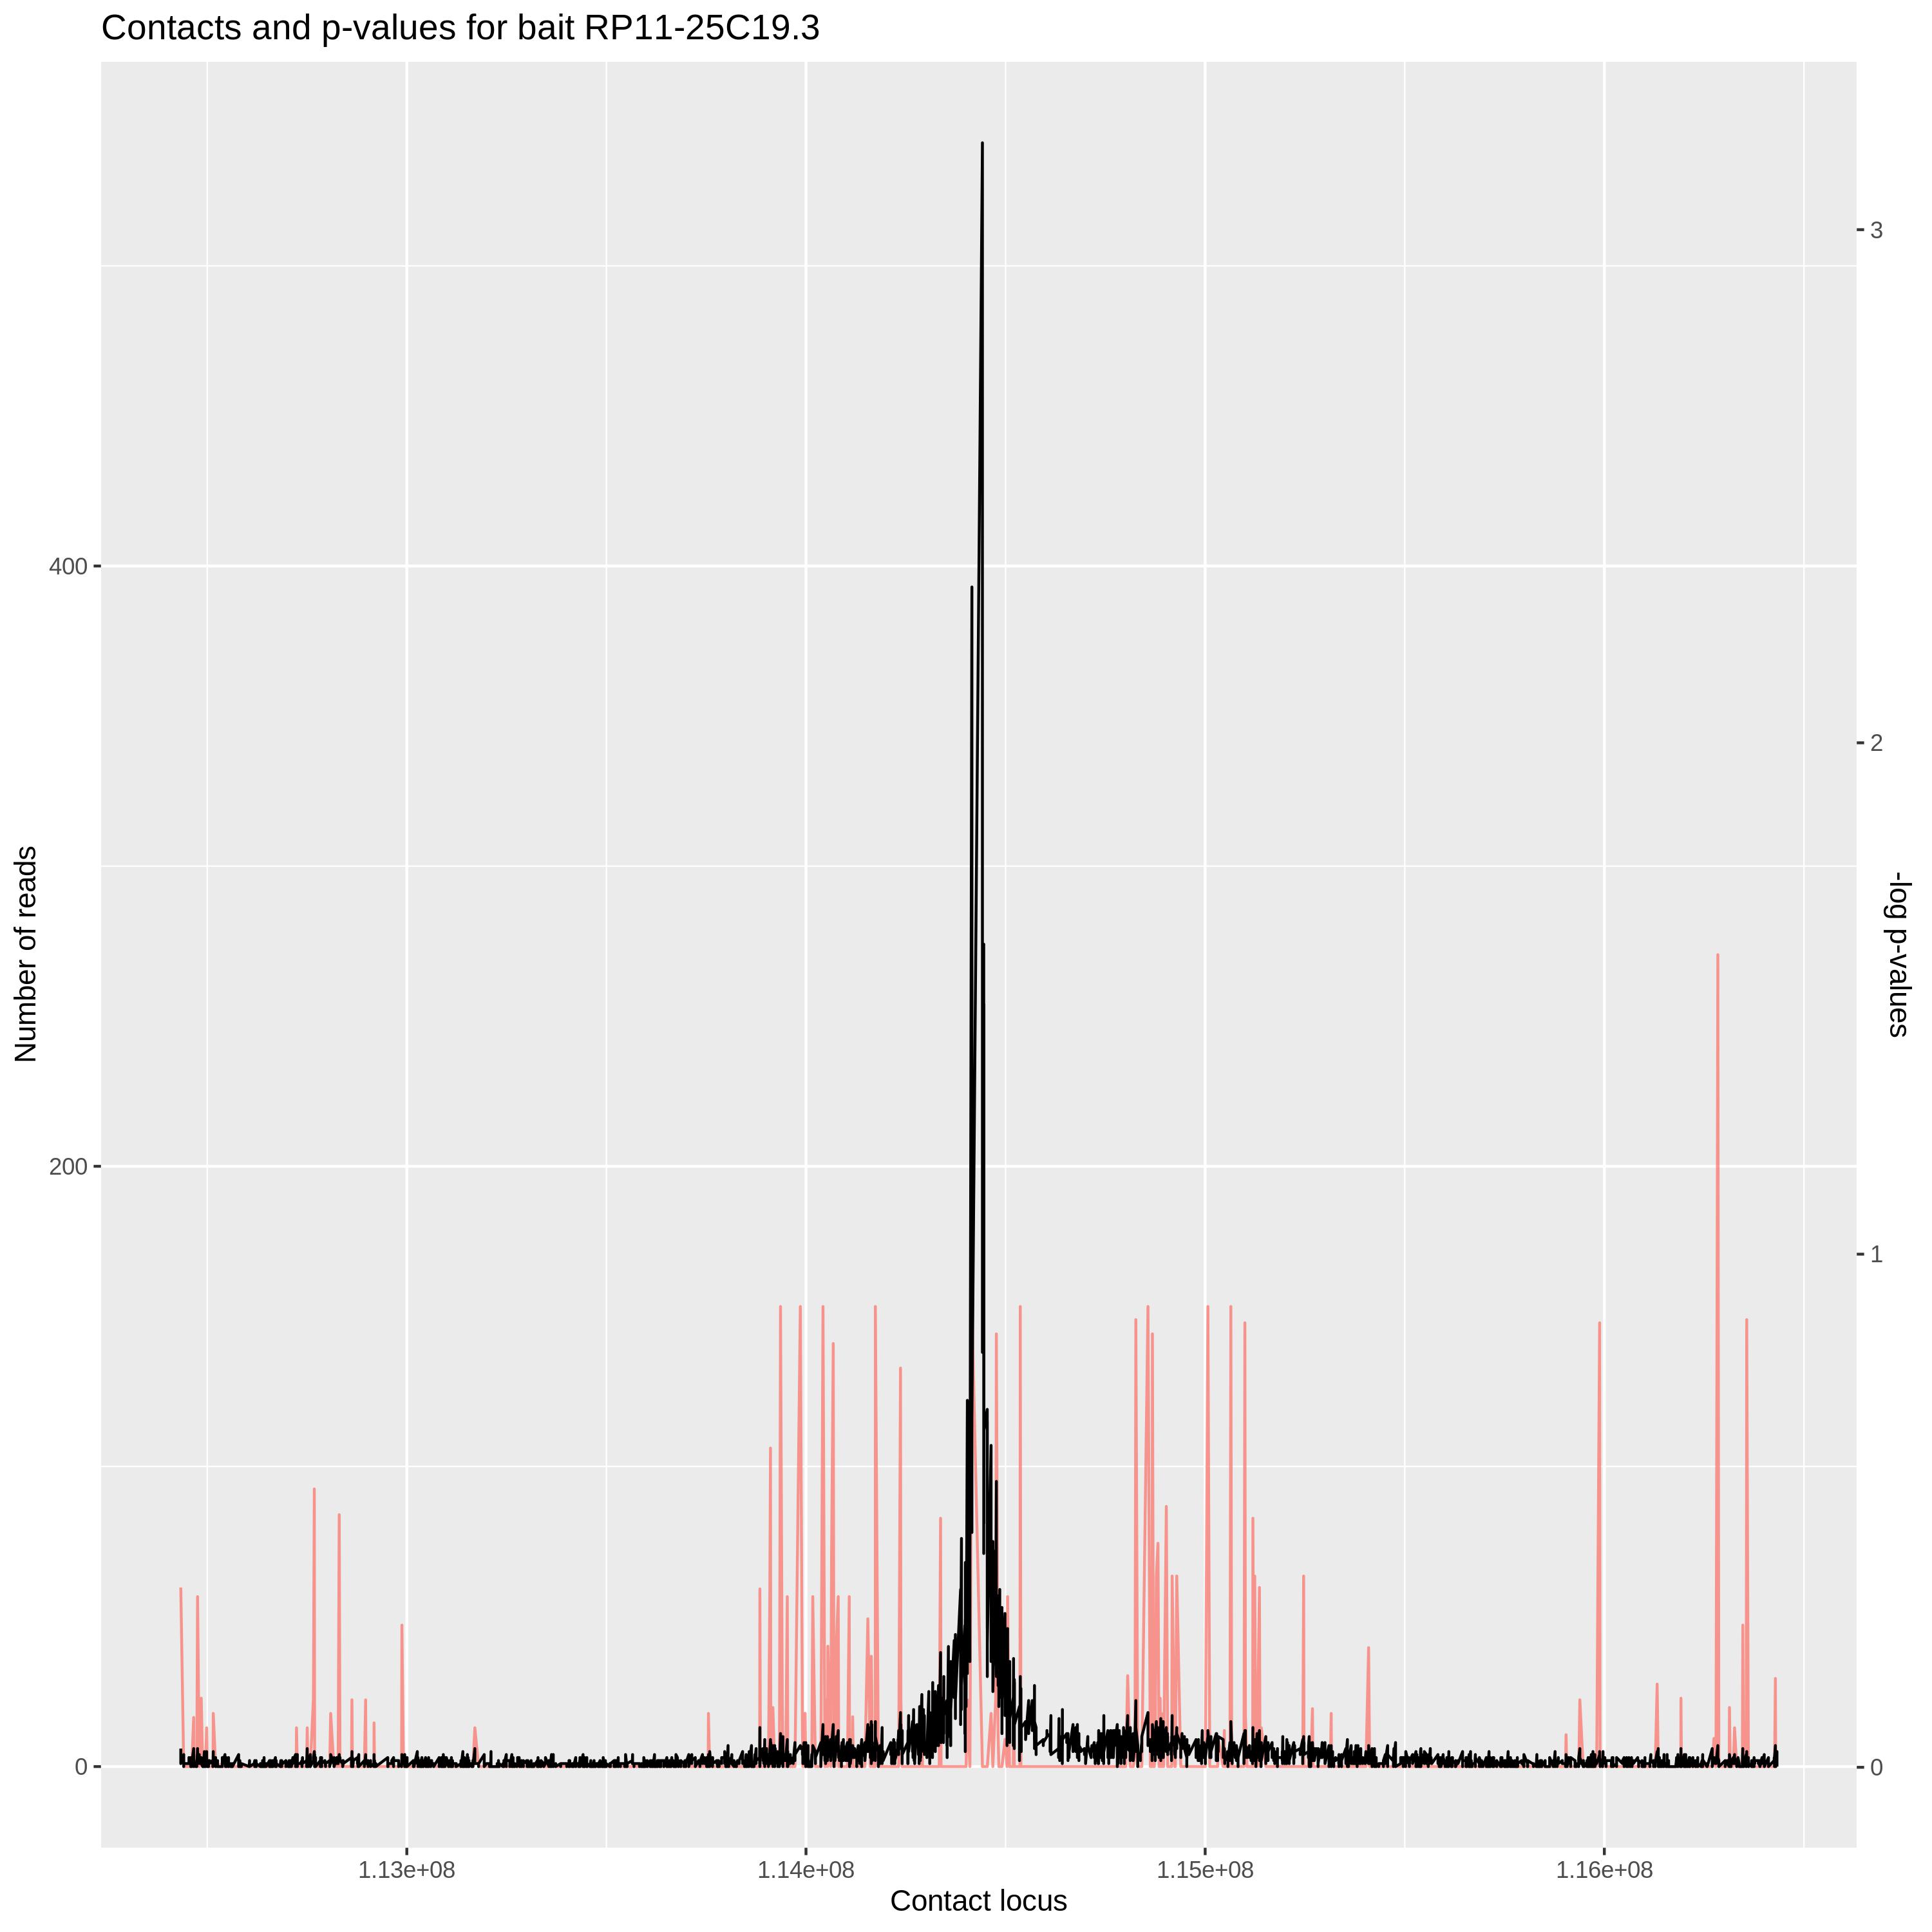 Contacts and p-values for bait RP11-25C19.3
Number of reads
400
200
0
-log p-values
3
2
1
0
1.13e+08
1.14e+08
1.15e+08
1.16e+08
Contact locus